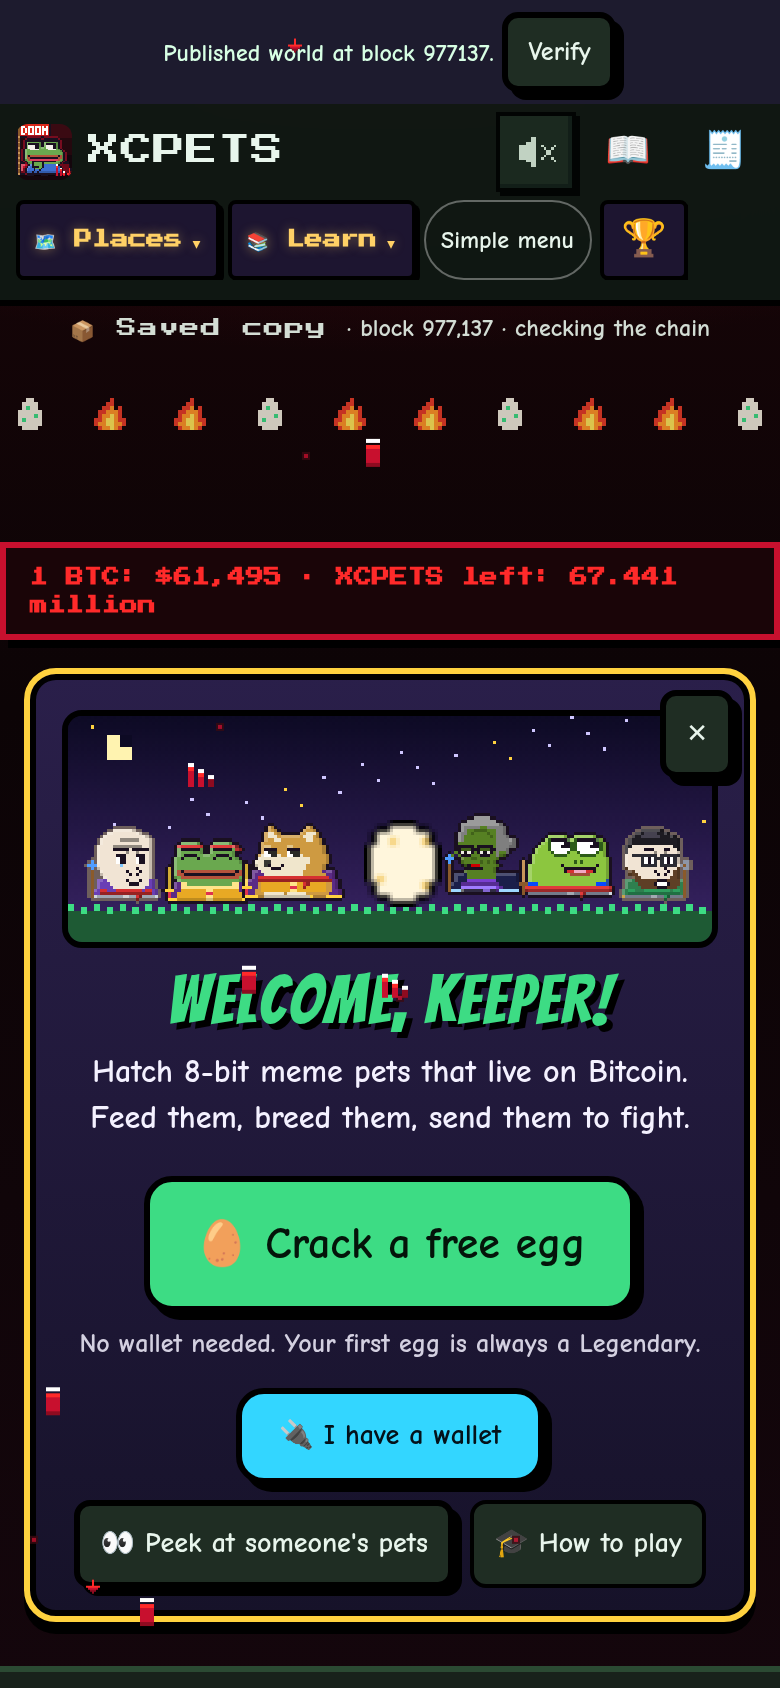 Published world at block 977137.
Verify
DOOM
XCPETS
Places ▾
Learn ▾
Simple menu
Saved copy · block 977,137 · checking the chain
1 BTC: $61,495 · XCPETS left: 67.441
million
×
WELCOME, KEEPER!
Hatch 8-bit meme pets that live on Bitcoin.
Feed them, breed them, send them to fight.
Crack a free egg
No wallet needed. Your first egg is always a Legendary.
I have a wallet
Peek at someone's pets
How to play